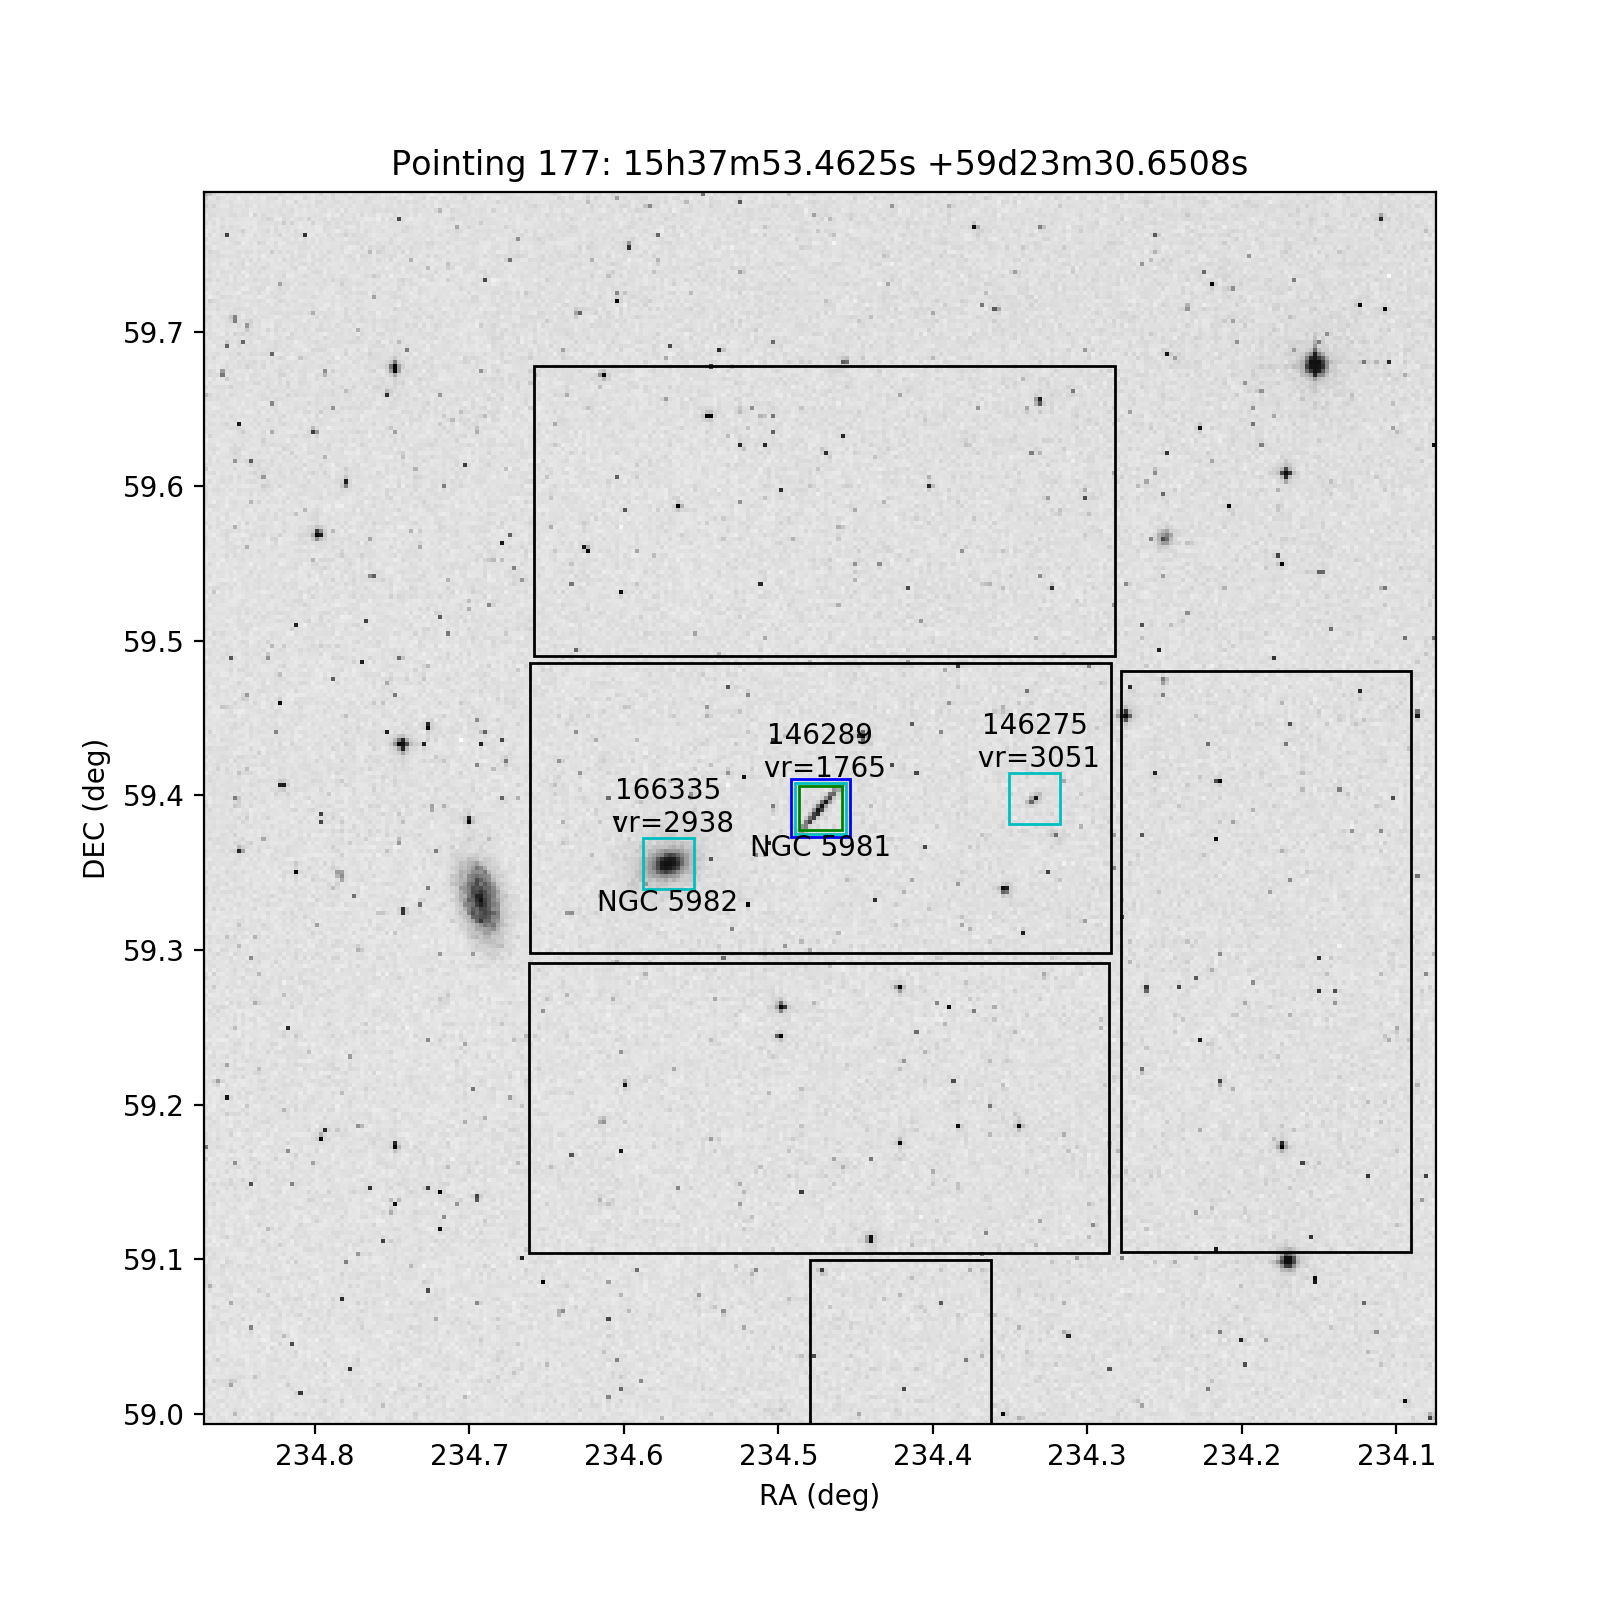 Pointing 177: 15h37m53.4625s +59d23m30.6508s
59.7
59.6
59.5
59.4
59.3
59.2
59.1
59.0
DEC (deg)
146289
vr=1765
NGC 5981
146275
vr=3051
166335
vr=2938
NGC 5982
234.8
234.7
234.6
234.5
234.4
234.3
234.2
234.1
RA (deg)